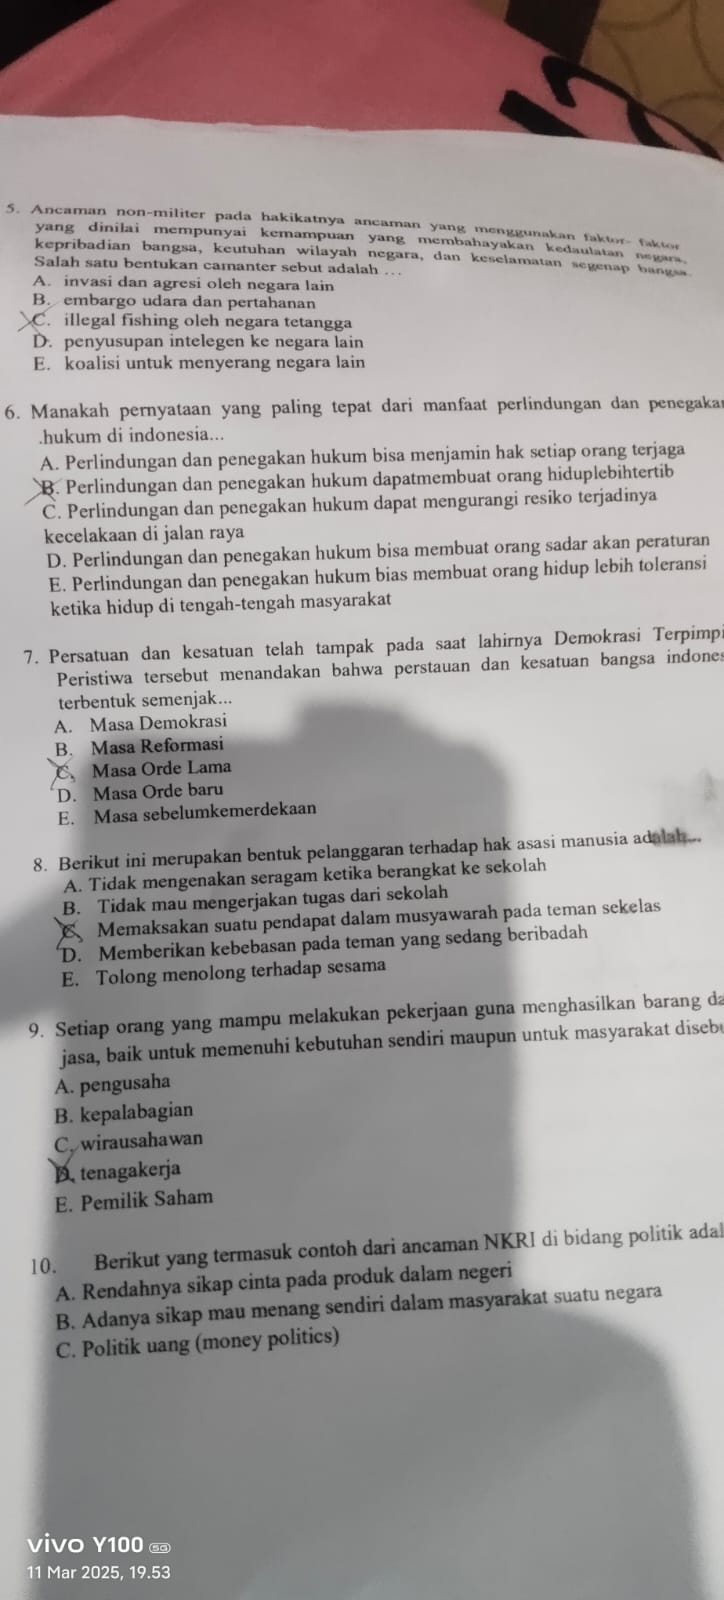 5. Ancaman non-militer pada hakikatnya ancaman yang menggunakan faktor- faktor
yang dinilai mempunyai kemampuan yang membahayakan kedaulatan negara,
kepribadian bangsa, keutuhan wilayah negara, dan keselamatan segenap bangsa.
Salah satu bentukan camanter sebut adalah ...
A. invasi dan agresi oleh negara lain
B. embargo udara dan pertahanan
C. illegal fishing oleh negara tetangga
D. penyusupan intelegen ke negara lain
E. koalisi untuk menyerang negara lain
6. Manakah pernyataan yang paling tepat dari manfaat perlindungan dan penegakan
.hukum di indonesia...
A. Perlindungan dan penegakan hukum bisa menjamin hak setiap orang terjaga
B. Perlindungan dan penegakan hukum dapatmembuat orang hiduplebihtertib
C. Perlindungan dan penegakan hukum dapat mengurangi resiko terjadinya
kecelakaan di jalan raya
D. Perlindungan dan penegakan hukum bisa membuat orang sadar akan peraturan
E. Perlindungan dan penegakan hukum bias membuat orang hidup lebih toleransi
ketika hidup di tengah-tengah masyarakat
7. Persatuan dan kesatuan telah tampak pada saat lahirnya Demokrasi Terpimpi
Peristiwa tersebut menandakan bahwa perstauan dan kesatuan bangsa indones
terbentuk semenjak...
A. Masa Demokrasi
B. Masa Reformasi
C. Masa Orde Lama
D. Masa Orde baru
E. Masa sebelumkemerdekaan
8. Berikut ini merupakan bentuk pelanggaran terhadap hak asasi manusia adalah...
A. Tidak mengenakan seragam ketika berangkat ke sekolah
B. Tidak mau mengerjakan tugas dari sekolah
C. Memaksakan suatu pendapat dalam musyawarah pada teman sekelas
D. Memberikan kebebasan pada teman yang sedang beribadah
E. Tolong menolong terhadap sesama
9. Setiap orang yang mampu melakukan pekerjaan guna menghasilkan barang da
jasa, baik untuk memenuhi kebutuhan sendiri maupun untuk masyarakat disebu
A. pengusaha
B. kepalabagian
C. wirausahawan
D. tenagakerja
E. Pemilik Saham
10. Berikut yang termasuk contoh dari ancaman NKRI di bidang politik adal
A. Rendahnya sikap cinta pada produk dalam negeri
B. Adanya sikap mau menang sendiri dalam masyarakat suatu negara
C. Politik uang (money politics)
vivo Y100 5G
11 Mar 2025, 19.53